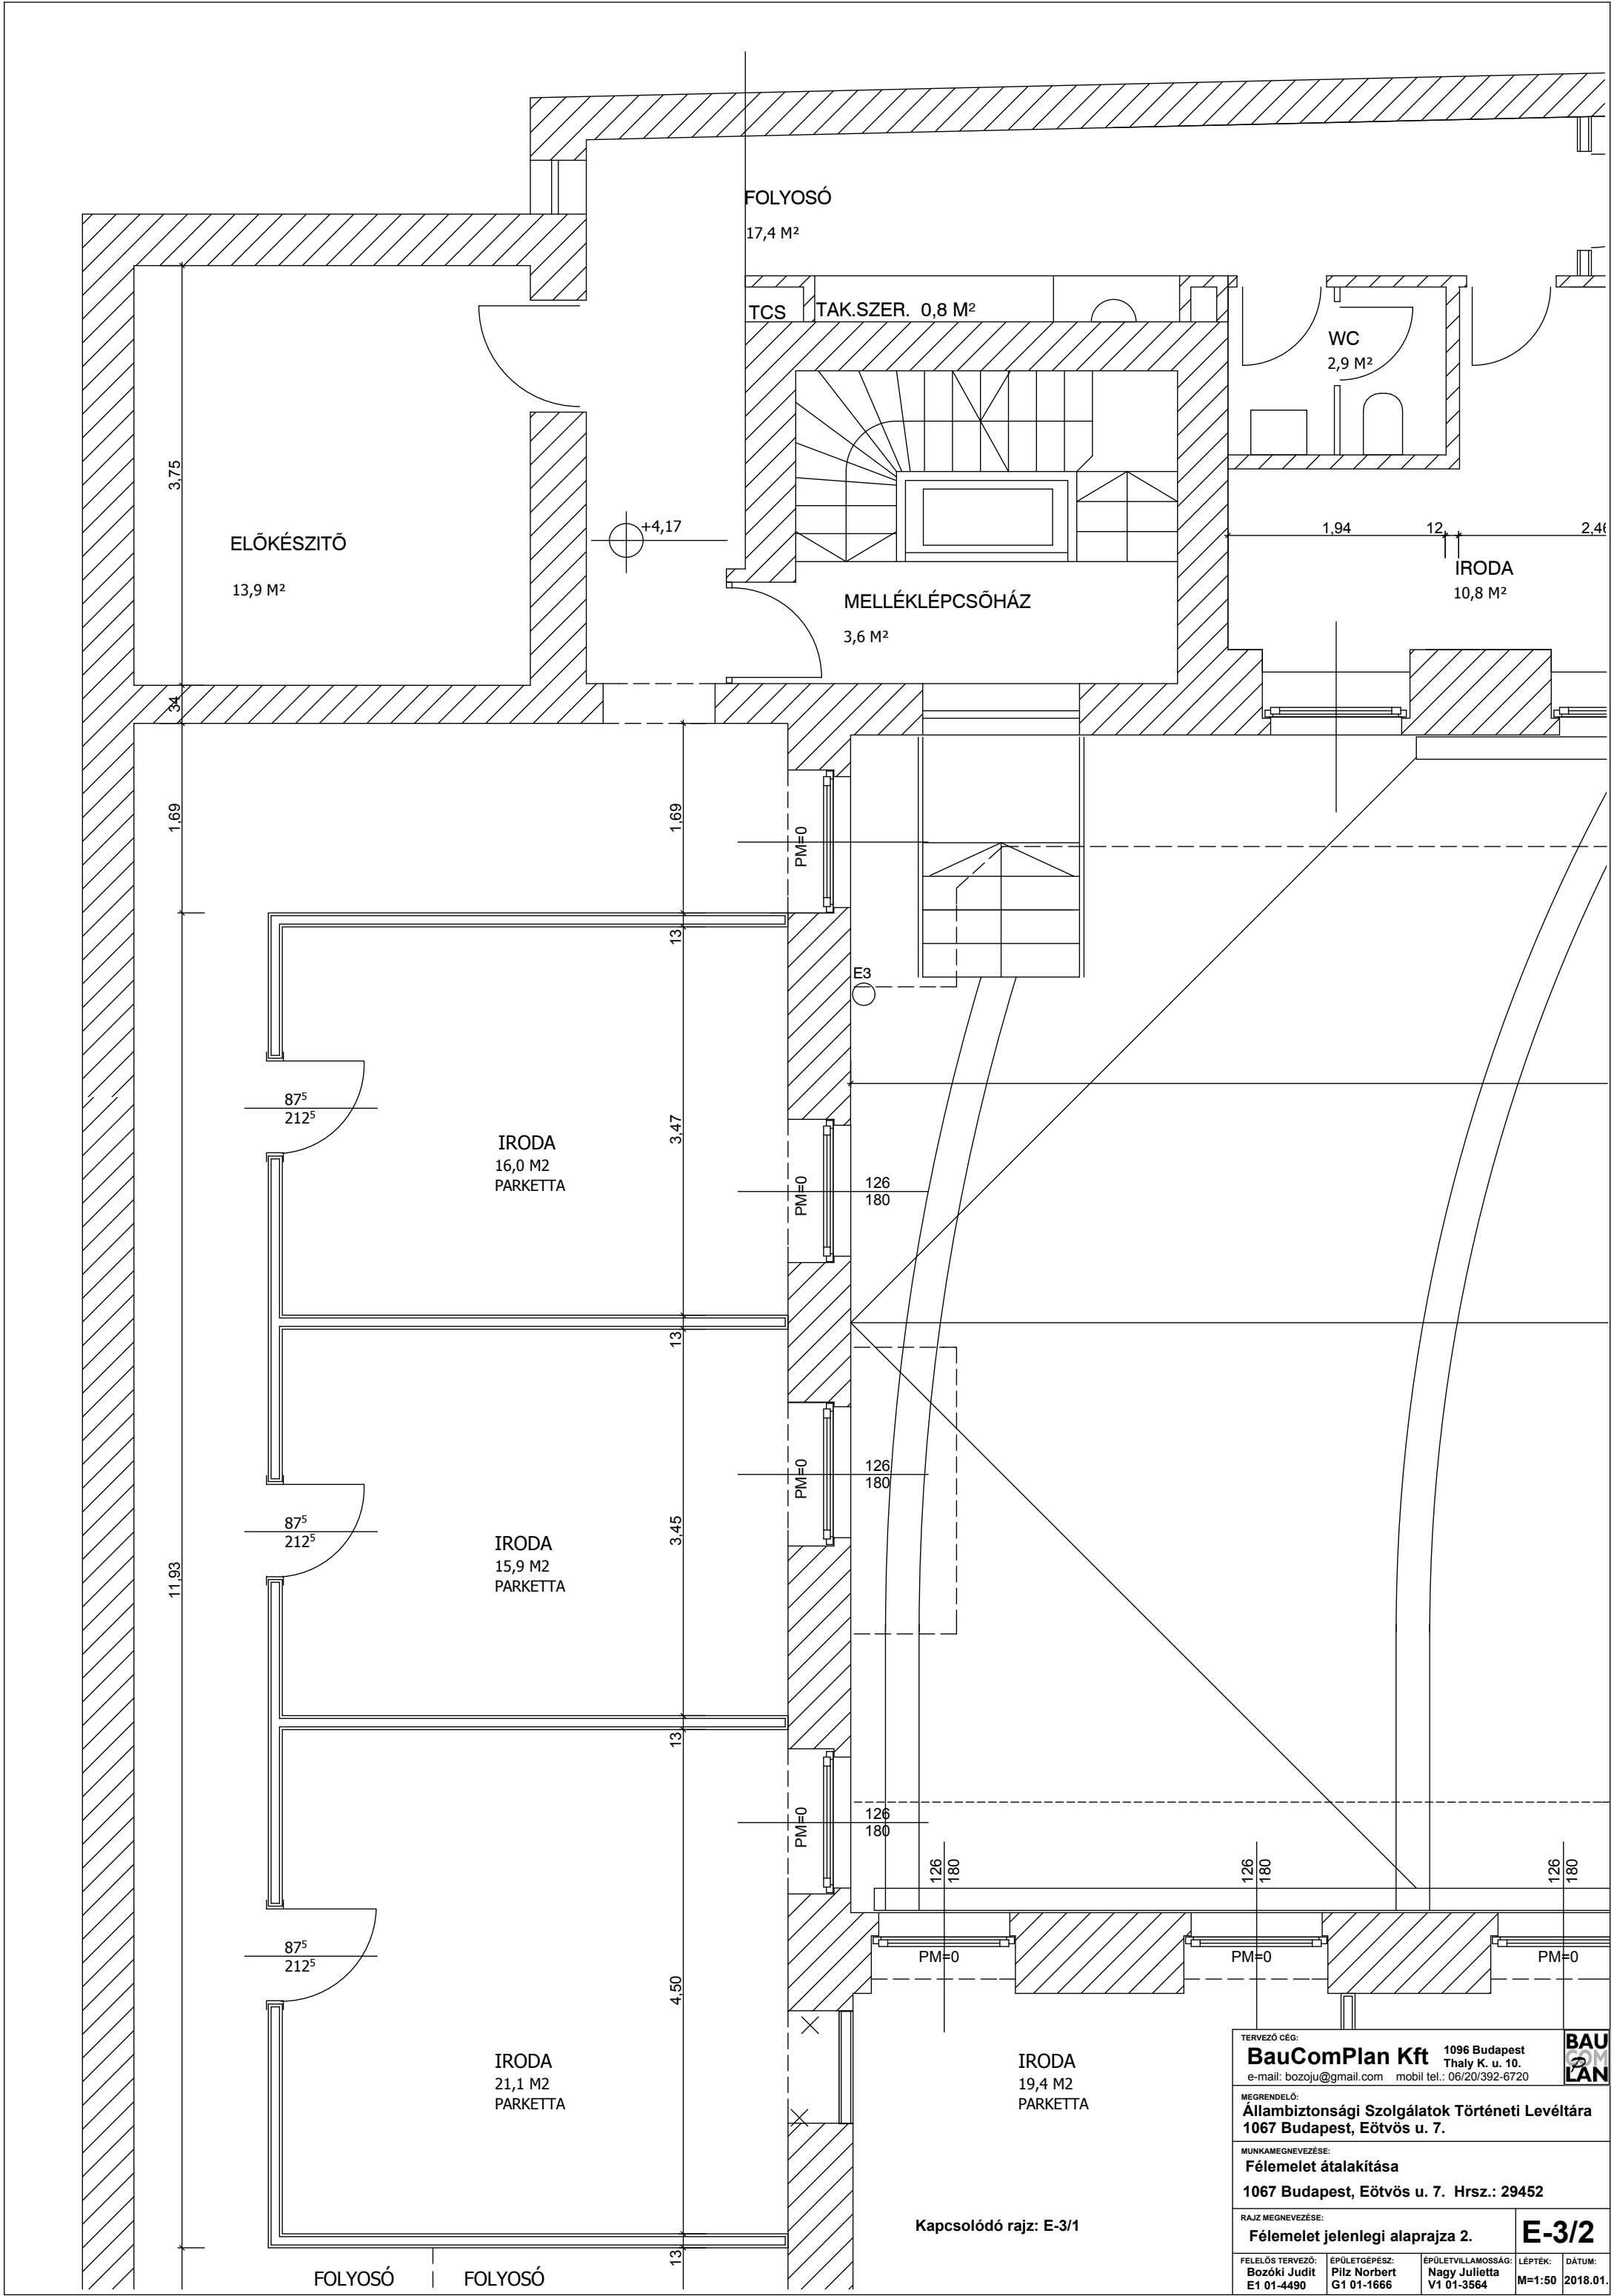 FOLYOSÓ
17,4 M²
TCS
TAK.SZER. 0,8 M²
WC
2,9 M²
3,75
+4,17
1,94
12
2,46
ELŐKÉSZITŐ
13,9 M²
IRODA
10,8 M²
MELLÉKLÉPCSŐHÁZ
3,6 M²
34
1,69
1,69
PM=0
13
E3
87⁵
212⁵
3,47
IRODA
16,0 M2
PARKETTA
PM=0
126
180
13
PM=0
126
180
87⁵
212⁵
3,45
IRODA
15,9 M2
PARKETTA
11,93
13
PM=0
126
180
126
180
126
180
126
180
87⁵
212⁵
PM=0
PM=0
PM=0
4,50
IRODA
21,1 M2
PARKETTA
IRODA
19,4 M2
PARKETTA
13
FOLYOSÓ
FOLYOSÓ
Kapcsolódó rajz: E-3/1
TERVEZŐ CÉG:
BauComPlan Kft
1096 Budapest
Thaly K. u. 10.
e-mail: bozoju@gmail.com mobil tel.: 06/20/392-6720
BAU
COM
PLAN
MEGRENDELŐ:
Állambiztonsági Szolgálatok Történeti Levéltára
1067 Budapest, Eötvös u. 7.
MUNKAMEGNEVEZÉSE:
Félemelet átalakítása
1067 Budapest, Eötvös u. 7. Hrsz.: 29452
RAJZ MEGNEVEZÉSE:
Félemelet jelenlegi alaprajza 2.
E-3/2
FELELŐS TERVEZŐ:
Bozóki Judit
E1 01-4490
ÉPÜLETGÉPÉSZ:
Pilz Norbert
G1 01-1666
ÉPÜLETVILLAMOSSÁG:
Nagy Julietta
V1 01-3564
LÉPTÉK:
M=1:50
DÁTUM:
2018.01.